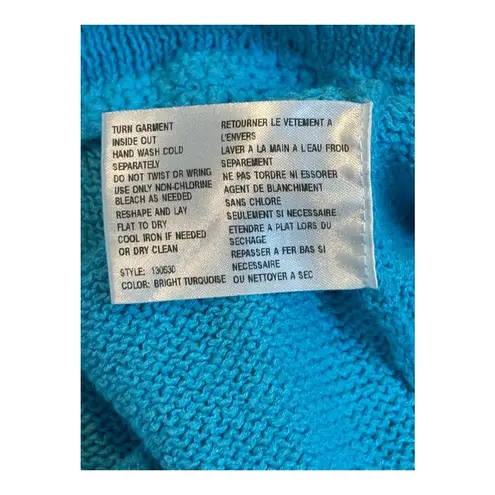 TURN GARMENT
INSIDE OUT
HAND WASH COLD
SEPARATELY
DO NOT TWIST OR WRING
USE ONLY NON-CHLORINE
BLEACH AS NEEDED
RESHAPE AND LAY
FLAT TO DRY
COOL IRON IF NEEDED
OR DRY CLEAN
STYLE: 130530
COLOR: BRIGHT TURQUOISE
RETOURNER LE VETEMENT A
L'ENVERS
LAVER A LA MAIN A L'EAU FROID
SEPAREMENT
NE PAS TORDRE NI ESSORER
AGENT DE BLANCHIMENT
SANS CHLORE
SEULEMENT SI NECESSAIRE
ETENDRE A PLAT LORS DU
SECHAGE
REPASSER A FER BAS SI
NECESSAIRE
OU NETTOYER A SEC